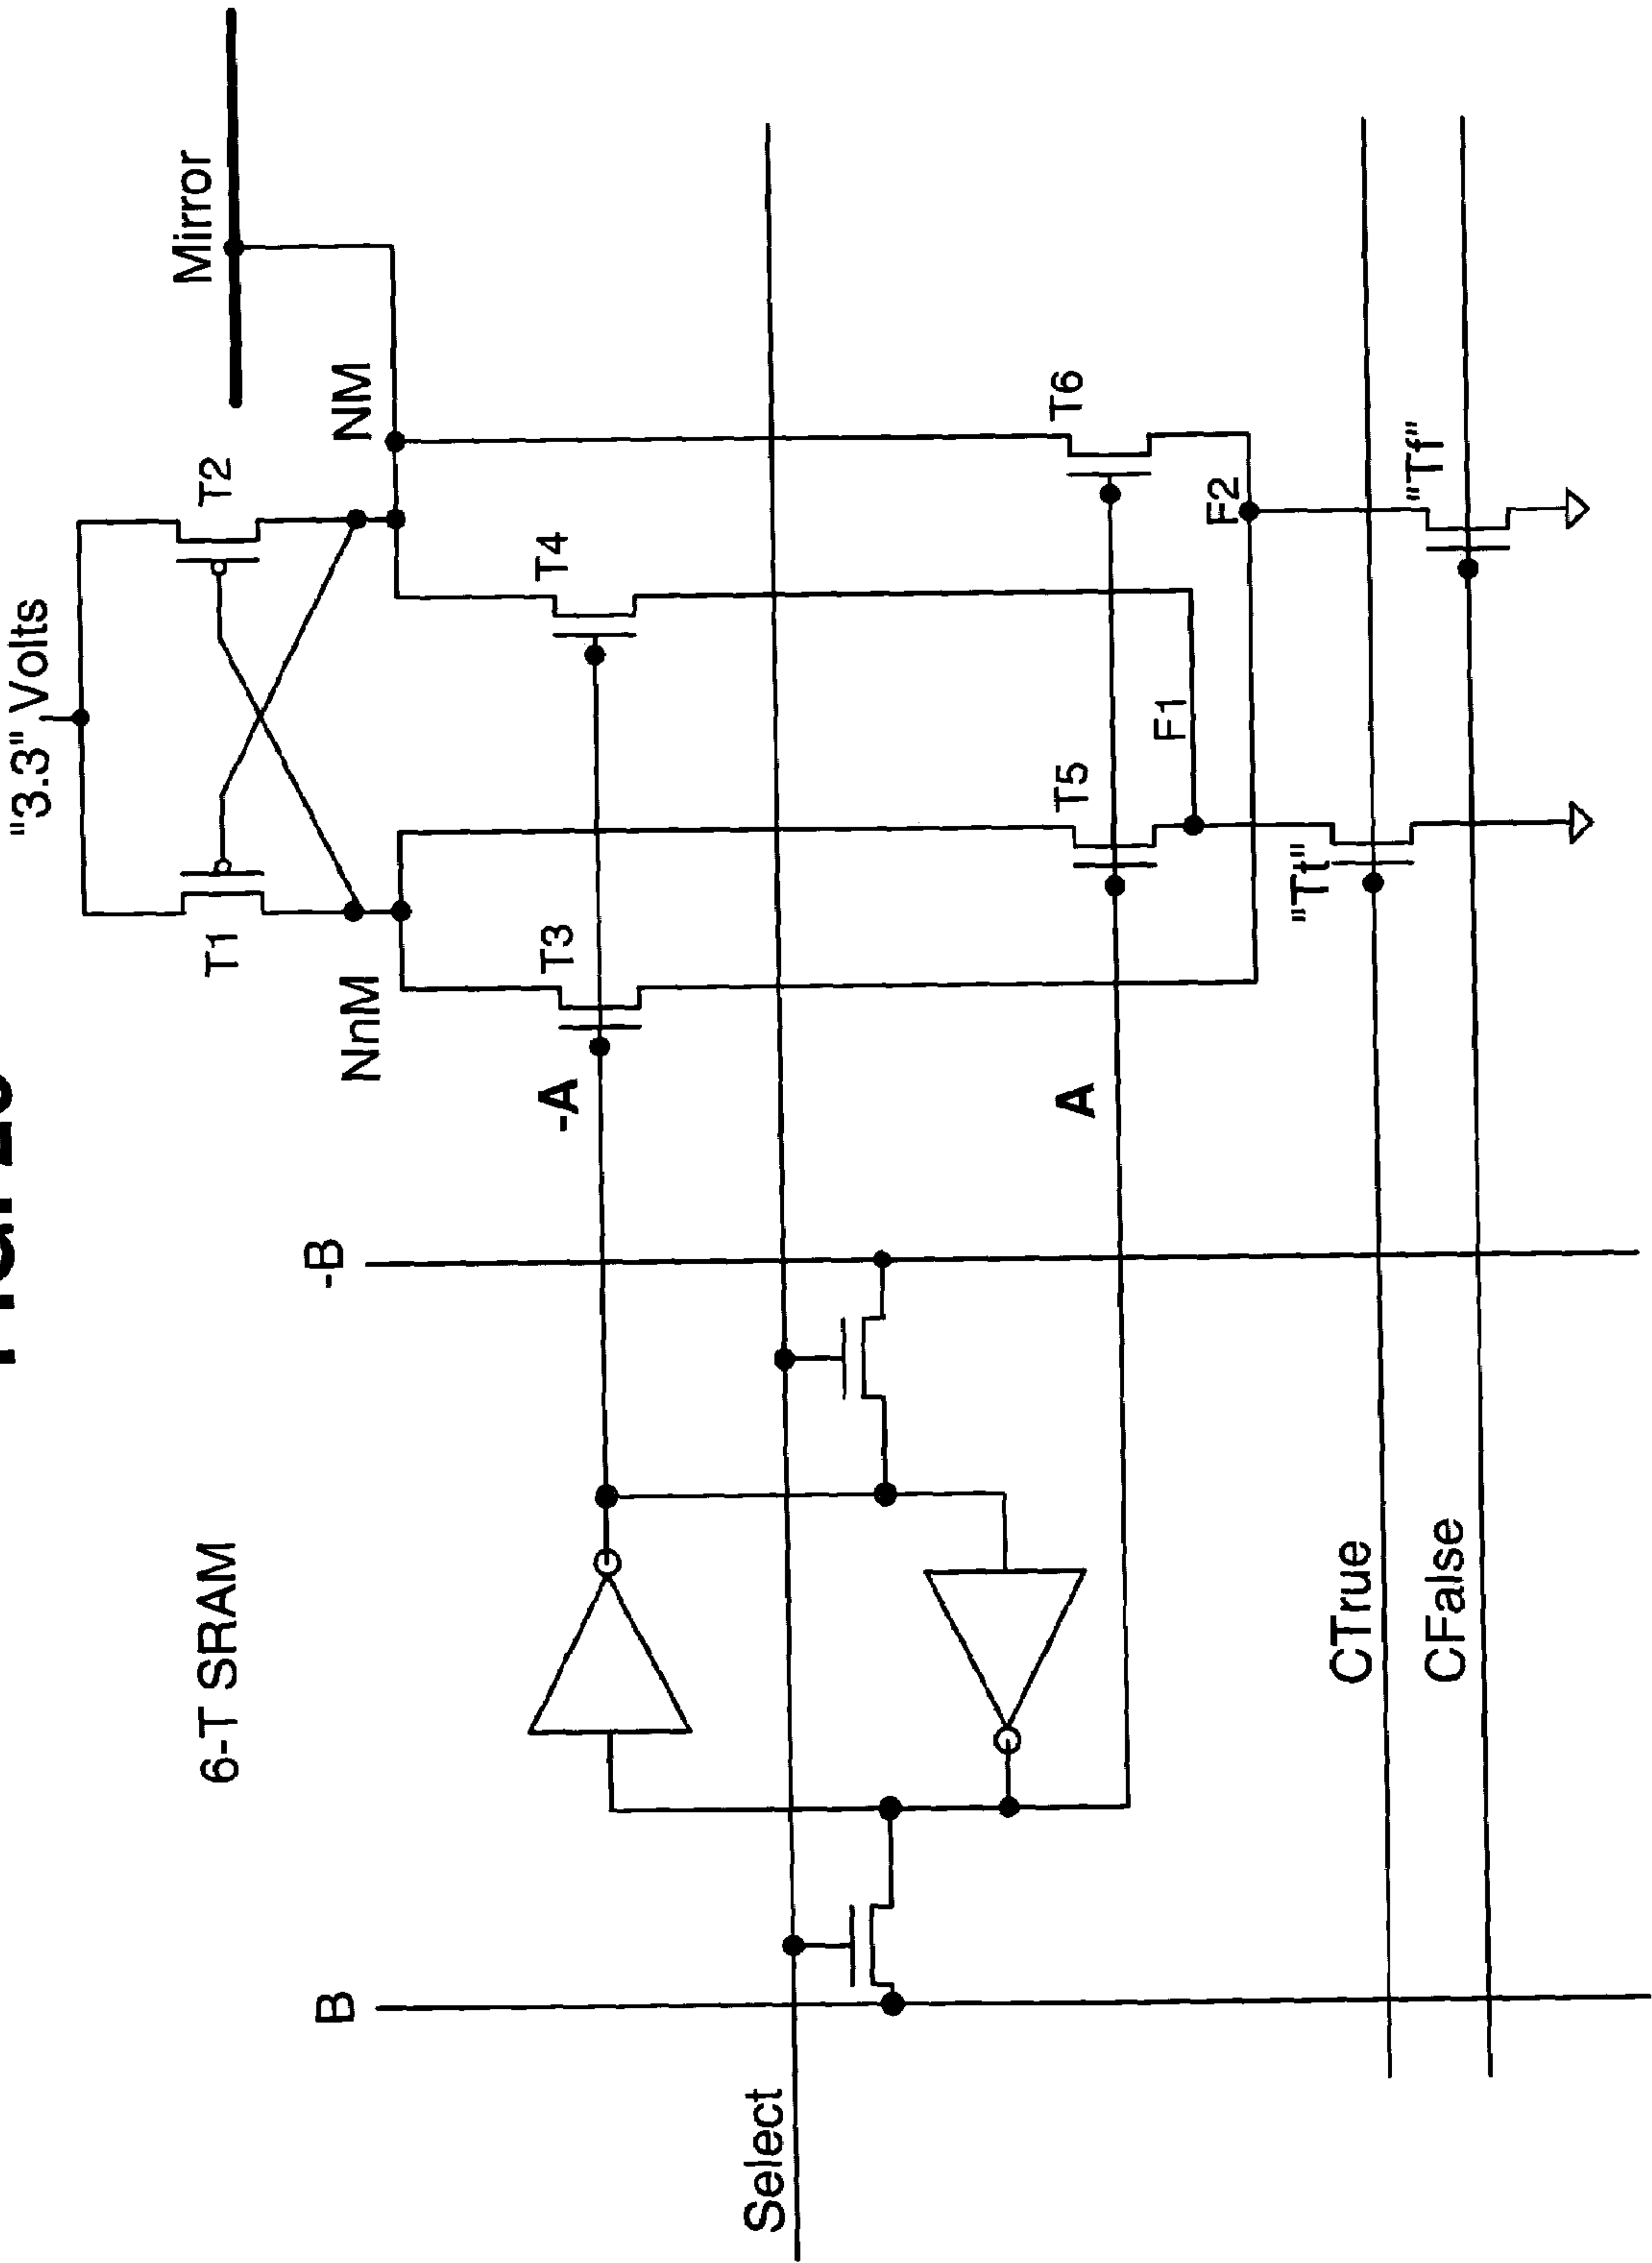 "3.3" Volts
Mirror
T1
T2
NnM
NM
6-T SRAM
B
-B
-A
T3
T4
Select
A
T5
T6
F1
F2
CTrue
"Tt"
CFalse
"Tf"